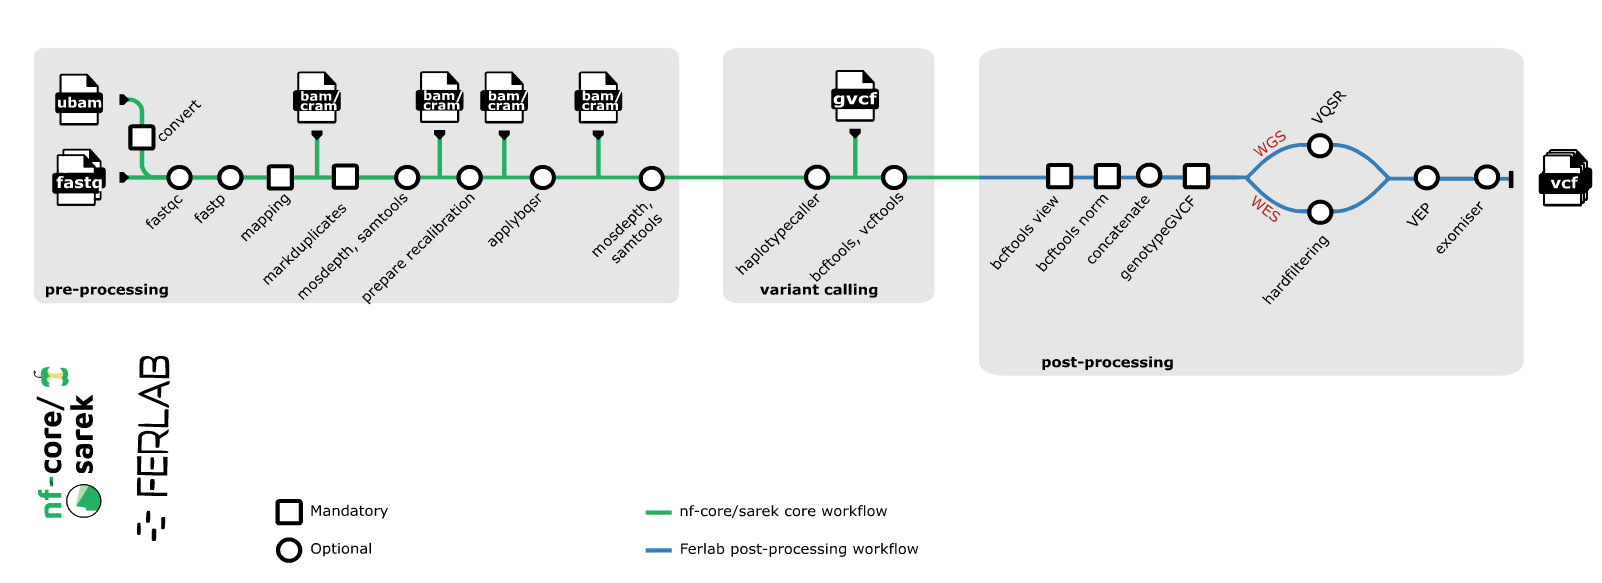 ubam
convert
fastq
bam/
cram
bam/
cram
bam/
cram
bam/
cram
fastqc
fastp
mapping
markduplicates
mosdepth, samtools
prepare recalibration
applybqsr
mosdepth,
samtools
pre-processing
gvcf
haplotypecaller
bcftools, vcftools
variant calling
bcftools view
bcftools norm
concatenate
genotypeGVCF
WGS
VQSR
WES
hardfiltering
VEP
exomiser
post-processing
vcf
nf-core/
sarek
FERLAB
Mandatory
Optional
nf-core/sarek core workflow
Ferlab post-processing workflow